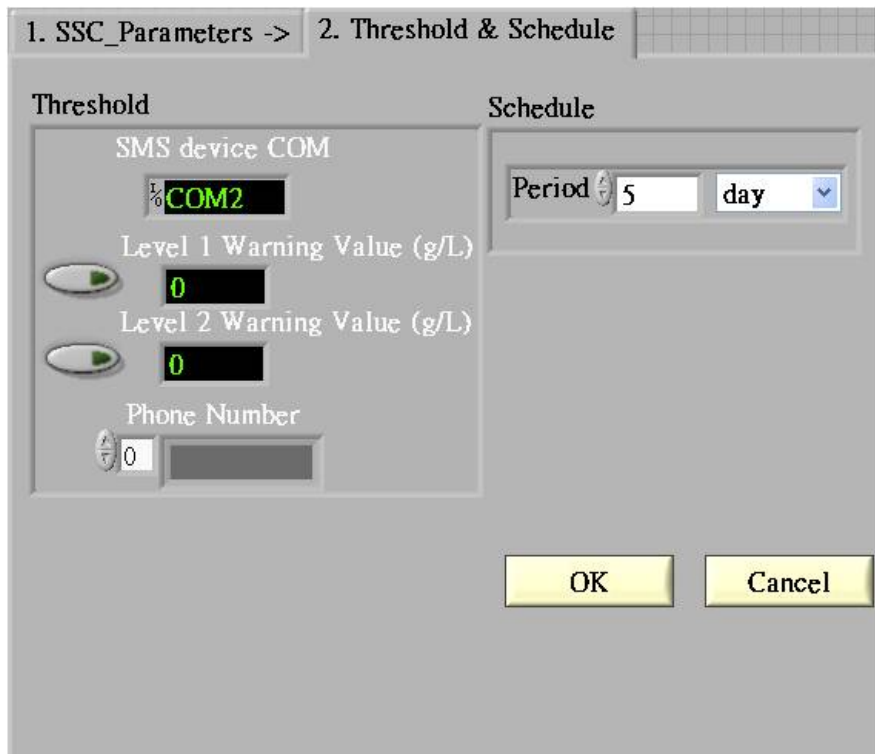 1. SSC_Parameters -> 2. Threshold & Schedule
Threshold
SMS device COM
I/O COM2
Level 1 Warning Value (g/L)
0
Level 2 Warning Value (g/L)
0
Phone Number
0
Schedule
Period 5 day
OK Cancel